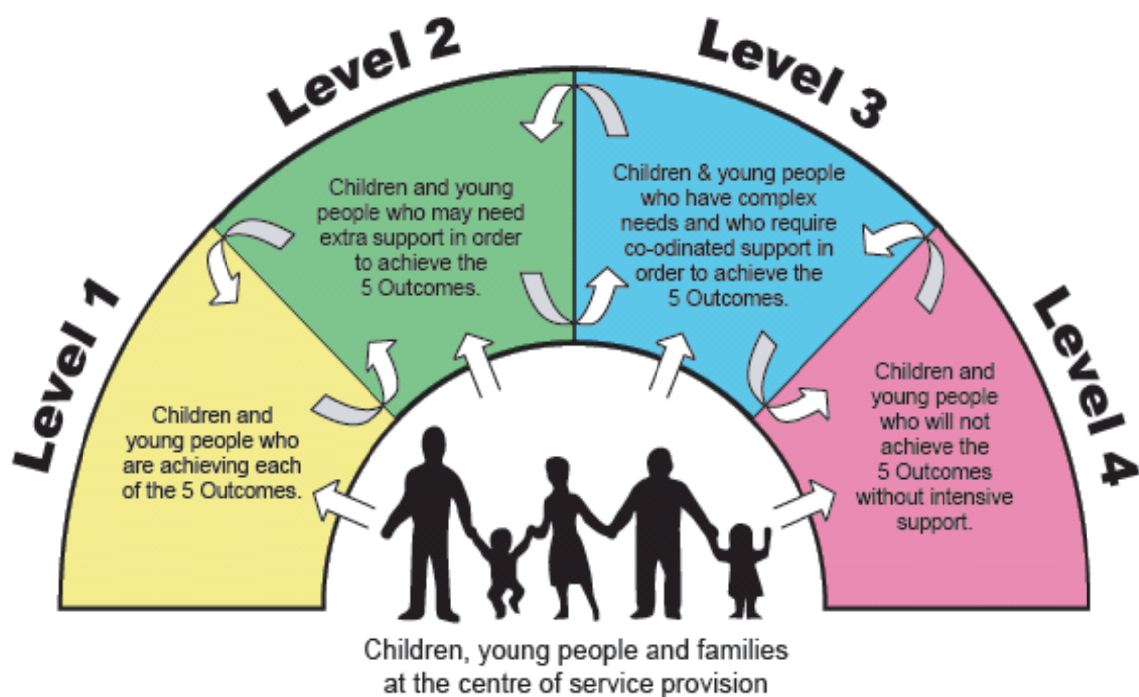 Level 1
Level 2
Level 3
Level 4
Children and
young people who
are achieving each
of the 5 Outcomes.
Children and young
people who may need
extra support in order
to achieve the
5 Outcomes.
Children & young people
who have complex
needs and who require
co-odinated support in
order to achieve the
5 Outcomes.
Children and
young people
who will not
achieve the
5 Outcomes
without intensive
support.
Children, young people and families
at the centre of service provision